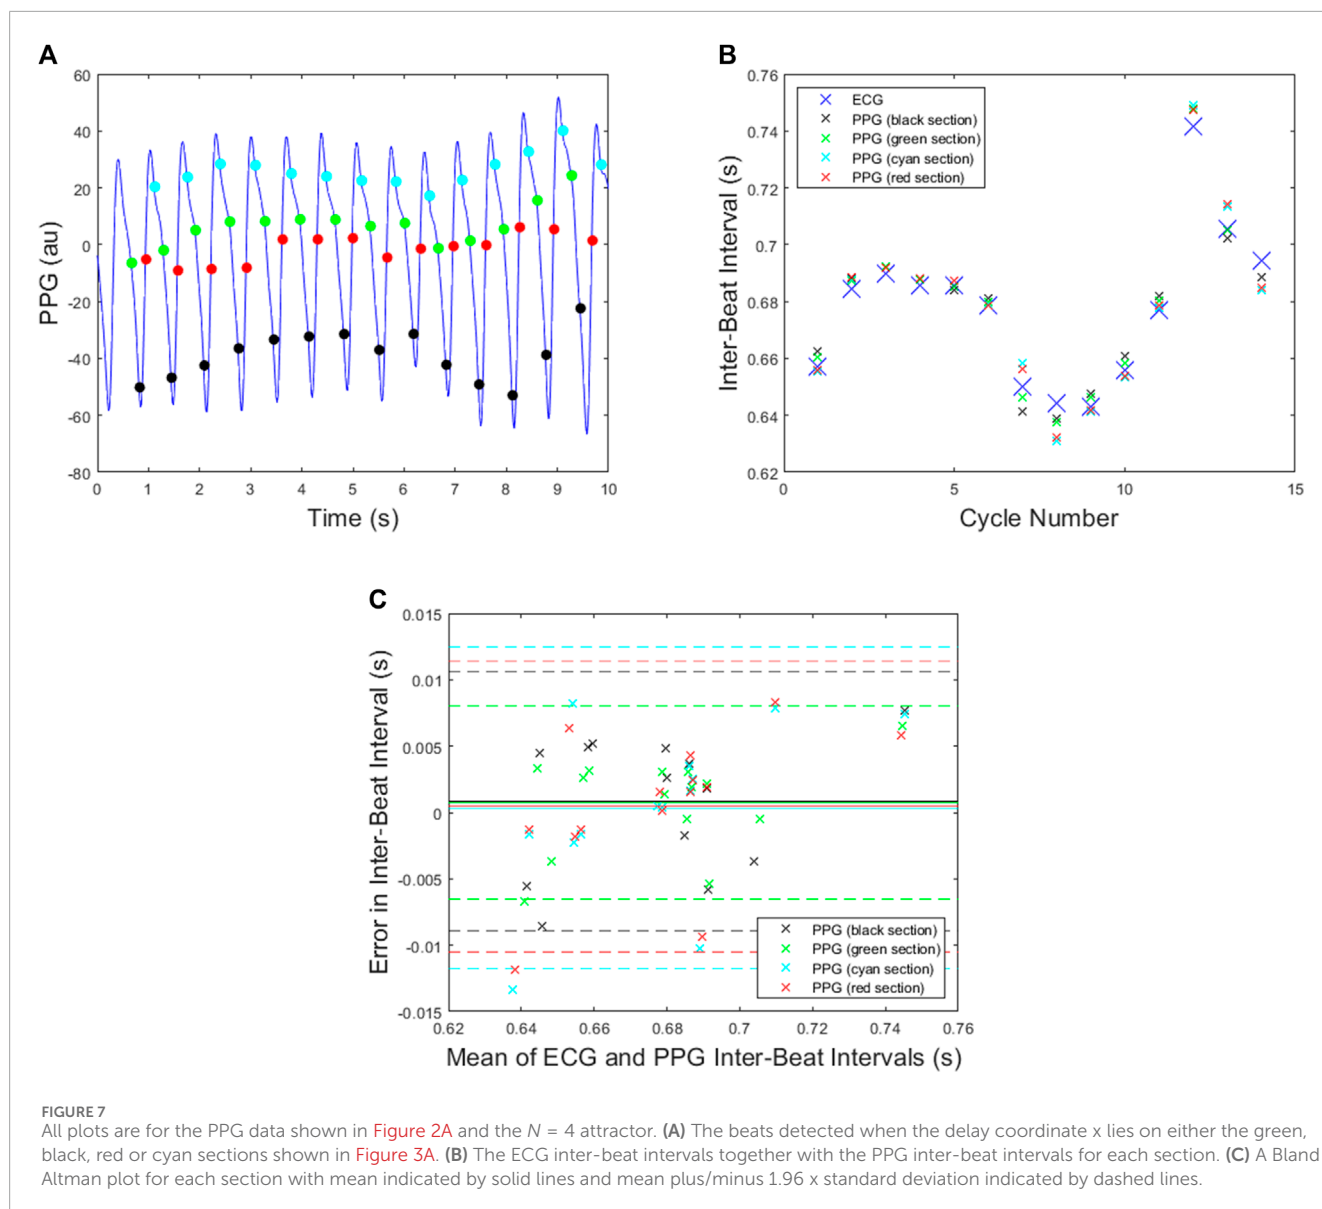 A
60
40
20
0
-20
-40
-60
-80
PPG (au)
0 1 2 3 4 5 6 7 8 9 10
Time (s)
B
0.76
0.74
0.72
0.7
0.68
0.66
0.64
0.62
Inter-Beat Interval (s)
ECG
PPG (black section)
PPG (green section)
PPG (cyan section)
PPG (red section)
0 5 10 15
Cycle Number
C
0.015
0.01
0.005
0
-0.005
-0.01
-0.015
Error in Inter-Beat Interval (s)
PPG (black section)
PPG (green section)
PPG (cyan section)
PPG (red section)
0.62 0.64 0.66 0.68 0.7 0.72 0.74 0.76
Mean of ECG and PPG Inter-Beat Intervals (s)
FIGURE 7
All plots are for the PPG data shown in Figure 2A and the N = 4 attractor. (A) The beats detected when the delay coordinate x lies on either the green,
black, red or cyan sections shown in Figure 3A. (B) The ECG inter-beat intervals together with the PPG inter-beat intervals for each section. (C) A Bland
Altman plot for each section with mean indicated by solid lines and mean plus/minus 1.96 x standard deviation indicated by dashed lines.